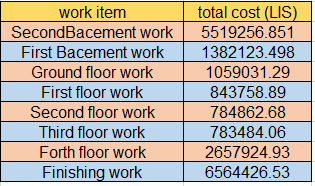 work item total cost (LIS)
SecondBacement work 5519256.851
First Bacement work 1382123.498
Ground floor work 1059031.29
First floor work 843758.89
Second floor work 784862.68
Third floor work 783484.06
Forth floor work 2657924.93
Finishing work 6564426.53